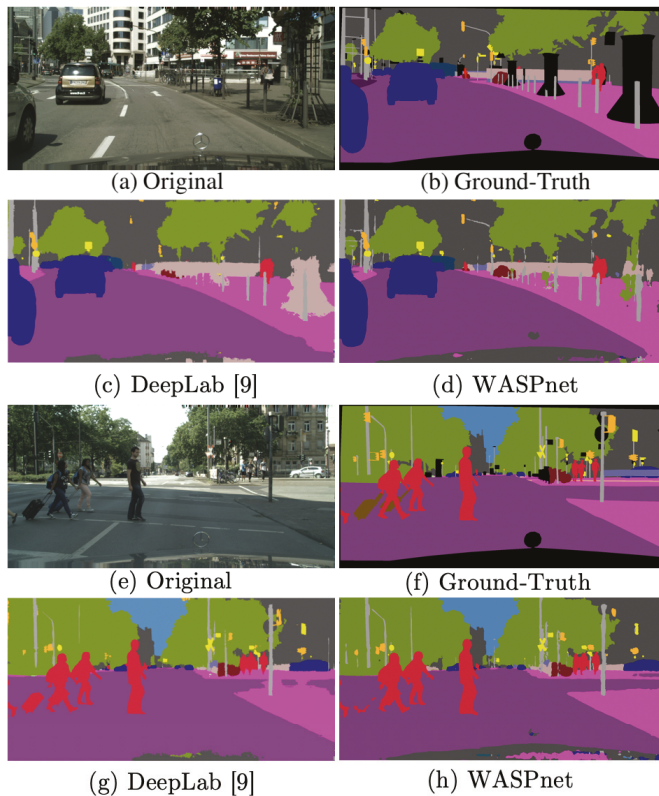 (a) Original
(b) Ground-Truth
(c) DeepLab [9]
(d) WASPnet
(e) Original
(f) Ground-Truth
(g) DeepLab [9]
(h) WASPnet